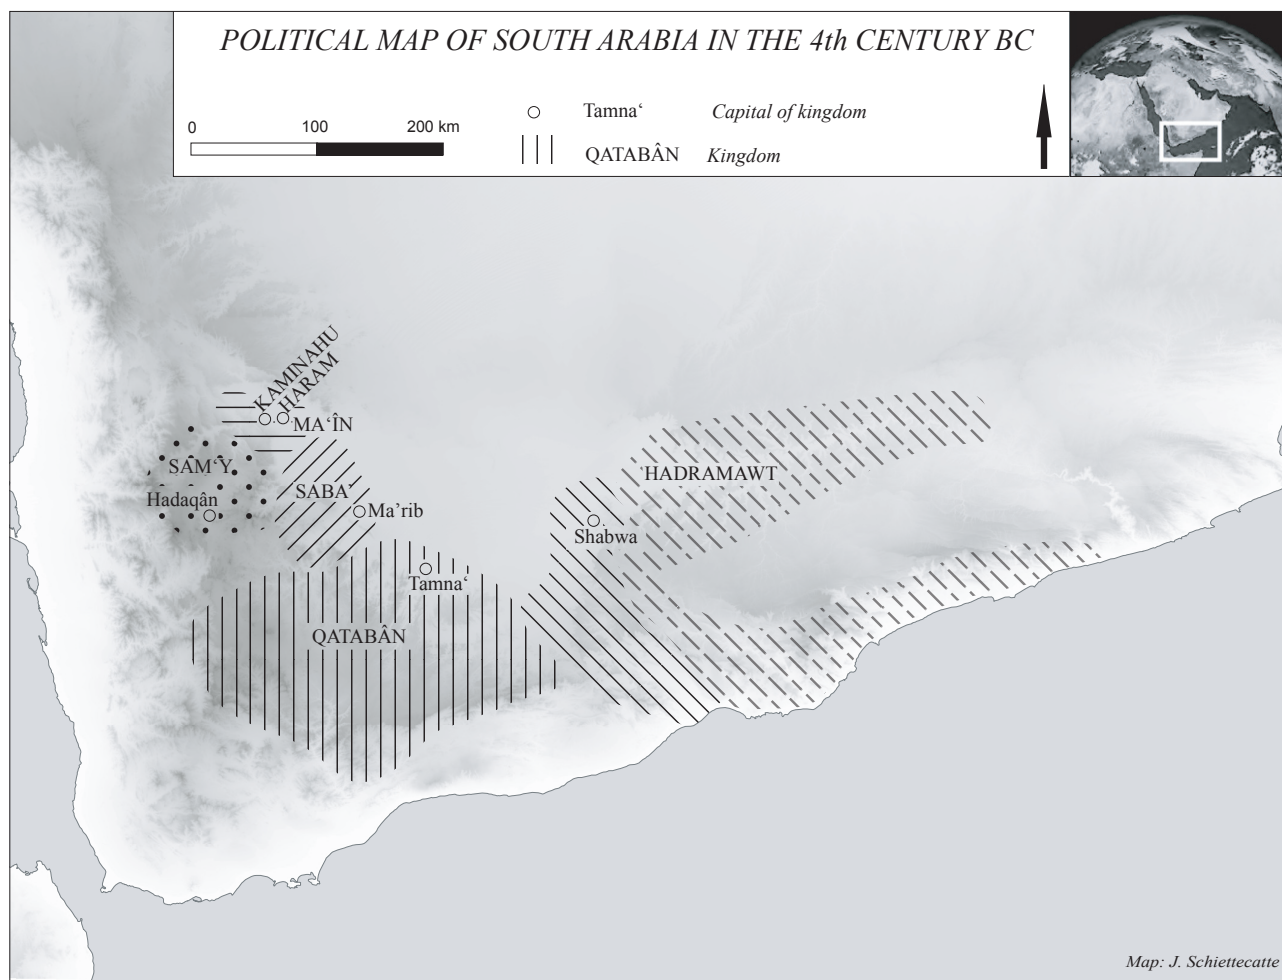 POLITICAL MAP OF SOUTH ARABIA IN THE 4th CENTURY BC
0 100 200 km
Tamna‘ Capital of kingdom
QATABÂN Kingdom
KAMINAHU
HARAM
MA‘ÎN
SAM‘Y
HADRAMAWT
SABA’
Hadaqân
Ma’rib
Shabwa
Tamna‘
QATABÂN
Map: J. Schiettecatte